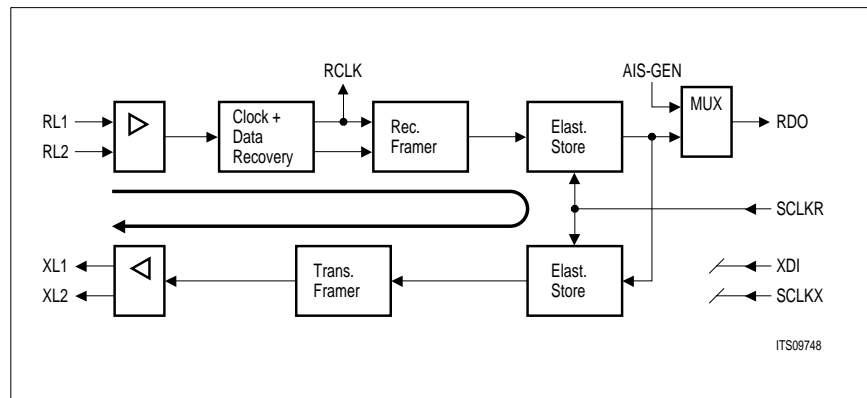 RCLK
AIS-GEN
RL1
RL2
Clock +
Data
Recovery
Rec.
Framer
Elast.
Store
MUX
RDO
SCLKR
XL1
XL2
Trans.
Framer
Elast.
Store
XDI
SCLKX
ITS09748